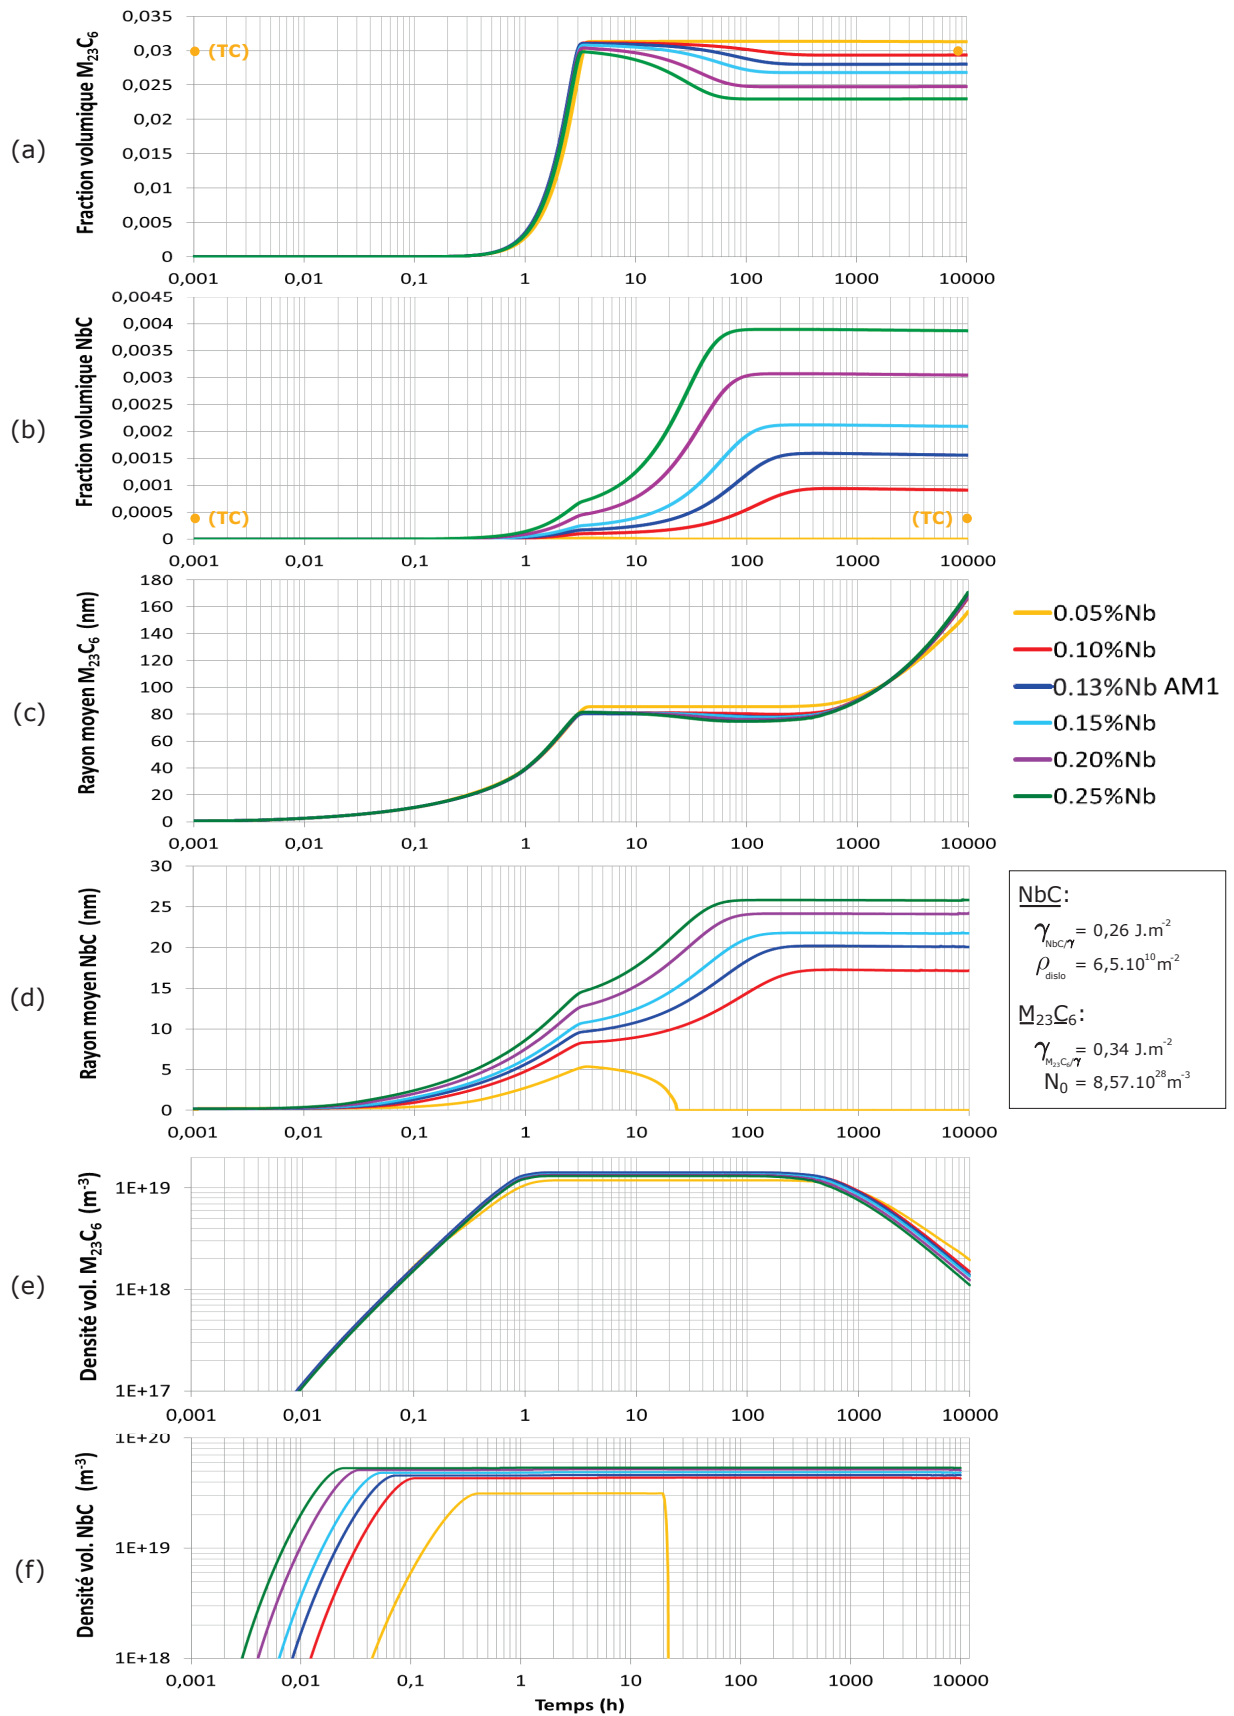 (a)
Fraction volumique M₂₃C₆
0,035
0,03
0,025
0,02
0,015
0,01
0,005
0
(TC)
0,001 0,01 0,1 1 10 100 1000 10000
(b)
Fraction volumique NbC
0,0045
0,004
0,0035
0,003
0,0025
0,002
0,0015
0,001
0,0005
0
(TC) (TC)
0,001 0,01 0,1 1 10 100 1000 10000
(c)
Rayon moyen M₂₃C₆ (nm)
180
160
140
120
100
80
60
40
20
0
0,001 0,01 0,1 1 10 100 1000 10000
0.05%Nb
0.10%Nb
0.13%Nb AM1
0.15%Nb
0.20%Nb
0.25%Nb
(d)
Rayon moyen NbC (nm)
30
25
20
15
10
5
0
0,001 0,01 0,1 1 10 100 1000 10000
NbC:
γ NbC/γ = 0,26 J.m⁻²
ρ dislo = 6,5.10¹⁰m⁻²
M₂₃C₆:
γ M₂₃C₆/γ = 0,34 J.m⁻²
N₀ = 8,57.10²⁸m⁻³
(e)
Densité vol. M₂₃C₆ (m⁻³)
1E+19
1E+18
1E+17
0,001 0,01 0,1 1 10 100 1000 10000
(f)
Densité vol. NbC (m⁻³)
1E+20
1E+19
1E+18
0,001 0,01 0,1 1 10 100 1000 10000
Temps (h)